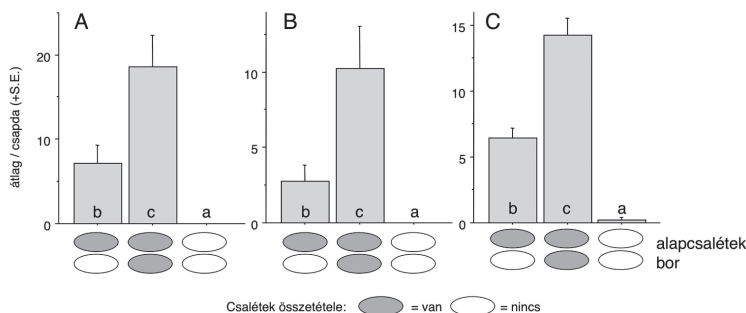 A
B
C
átlag / csapda (+S.E.)
20
10
0
b c a
10
5
0
b c a
15
10
5
0
b c a
alapcsalétek
bor
Csalétek összetétele: = van = nincs